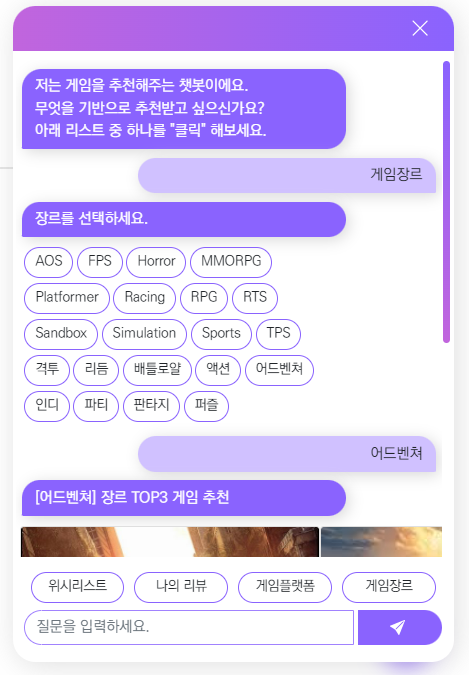 저는 게임을 추천해주는 챗봇이에요.
무엇을 기반으로 추천받고 싶으신가요?
아래 리스트 중 하나를 "클릭" 해보세요.
게임장르
장르를 선택하세요.
AOS FPS Horror MMORPG
Platformer Racing RPG RTS
Sandbox Simulation Sports TPS
격투 리듬 배틀로얄 액션 어드벤쳐
인디 파티 판타지 퍼즐
어드벤쳐
[어드벤쳐] 장르 TOP3 게임 추천
위시리스트 나의 리뷰 게임플랫폼 게임장르
질문을 입력하세요.